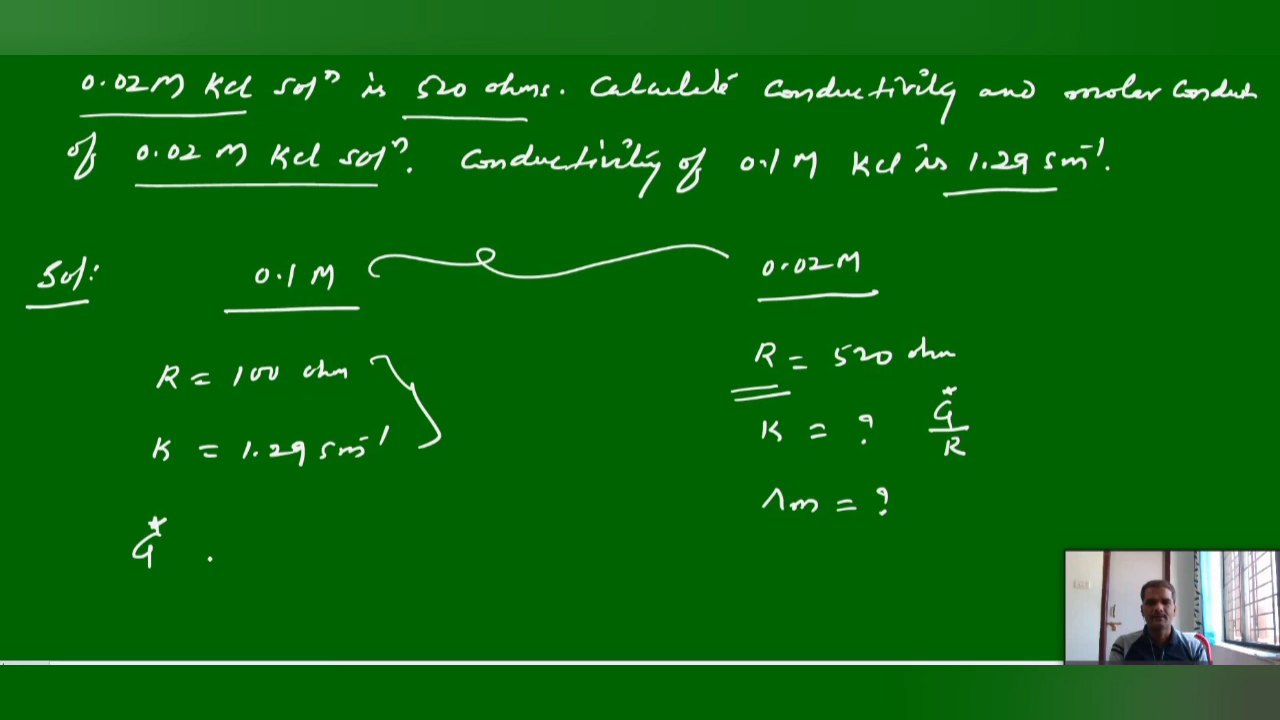 0.02M KCl solⁿ is 520 ohms. Calculate conductivity and molar conduct
of 0.02 M KCl solⁿ. Conductivity of 0.1 M KCl is 1.29 Sm⁻¹.
Sol:
0.1 M
0.02 M
R = 100 ohm
R = 520 ohm
K = 1.29 Sm⁻¹
K = ? G*/R
Λm = ?
G*